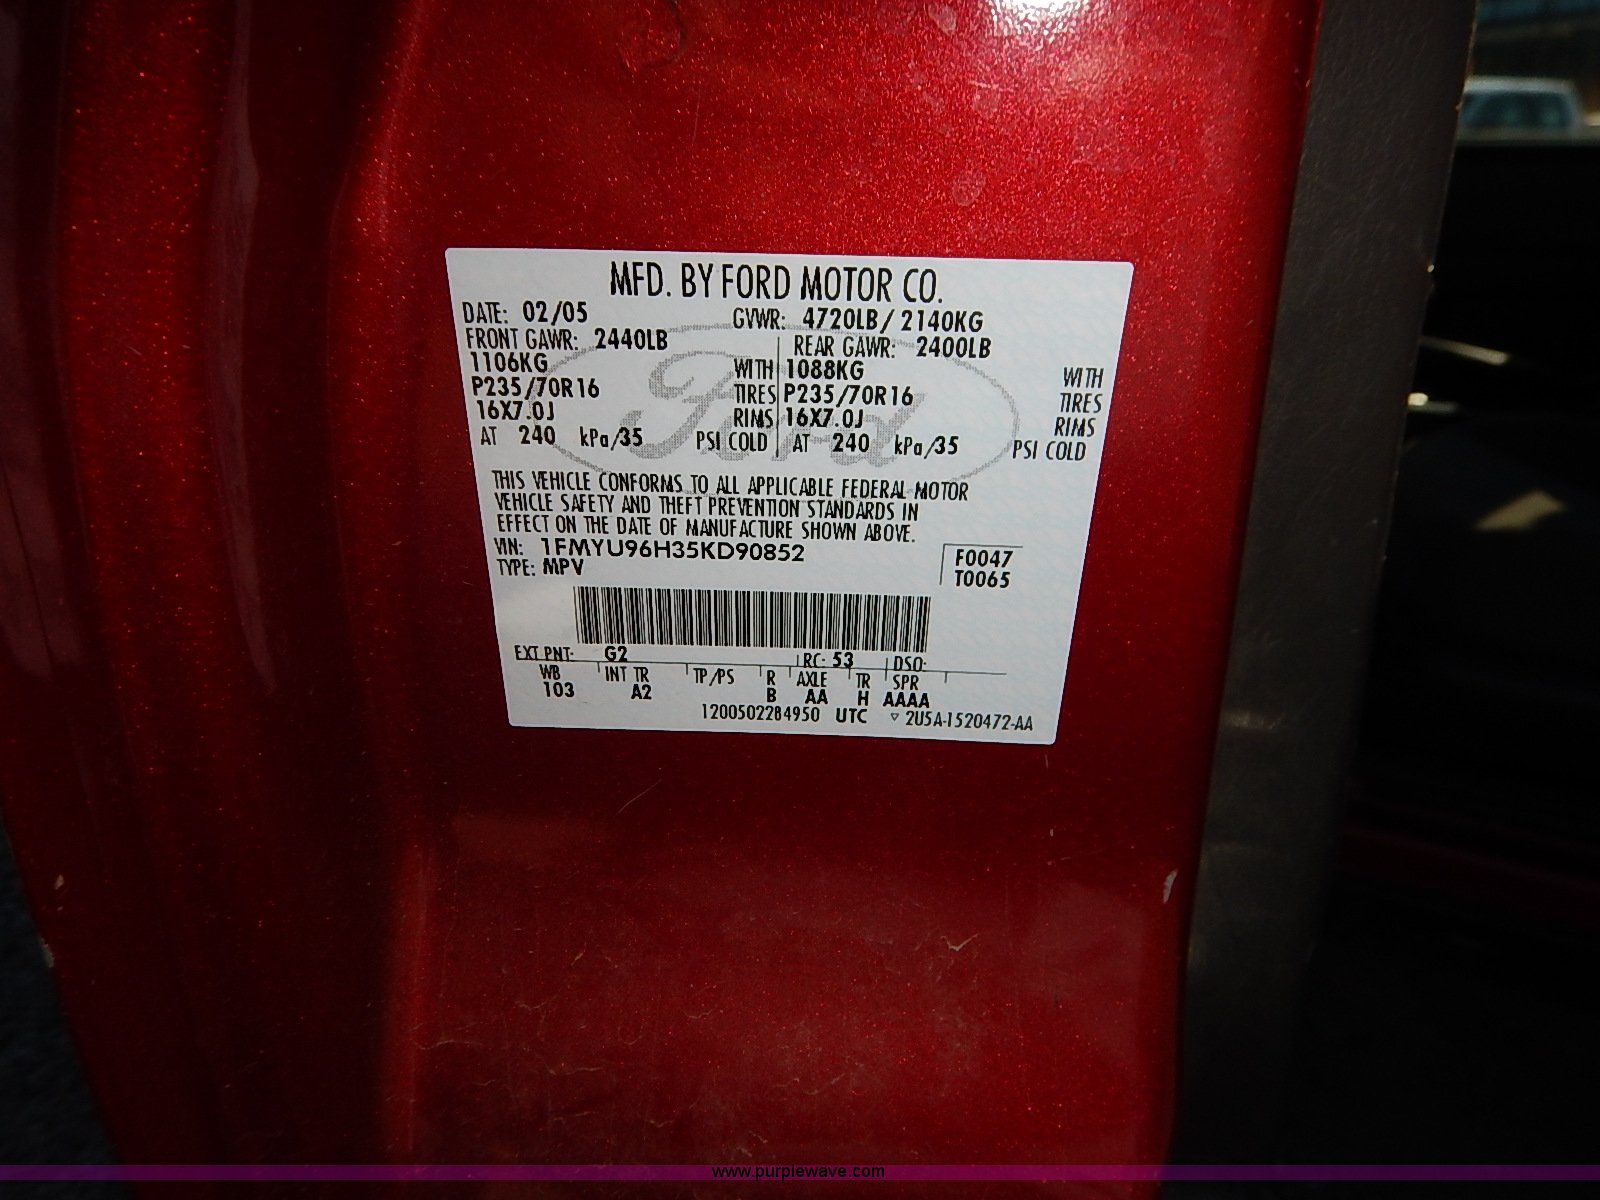 MFD. BY FORD MOTOR CO.
DATE: 02/05 GVWR: 4720LB/ 2140KG
FRONT GAWR: 2440LB REAR GAWR: 2400LB
1106KG WITH 1088KG WITH
P235/70R16 TIRES P235/70R16 TIRES
16X7.0J RIMS 16X7.0J RIMS
AT 240 kPa/35 PSI COLD AT 240 kPa/35 PSI COLD
Ford
THIS VEHICLE CONFORMS TO ALL APPLICABLE FEDERAL MOTOR
VEHICLE SAFETY AND THEFT PREVENTION STANDARDS IN
EFFECT ON THE DATE OF MANUFACTURE SHOWN ABOVE.
VIN: 1FMYU96H35KD90852 F0047
TYPE: MPV T0065
EXT PNT: G2 RC: 53 DSO:
WB INT TR TP/PS R AXLE TR SPR
103 A2 B AA H AAAA
1200502284950 UTC ▽ 2U5A-1520472-AA
www.purplewave.com